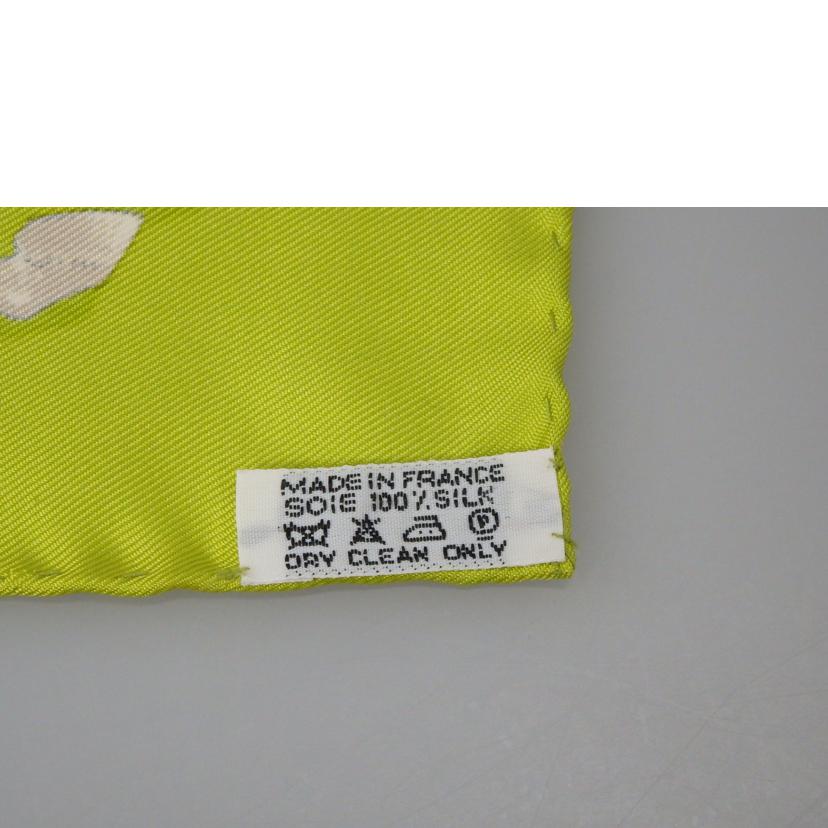 MADE IN FRANCE
SOIE 100% SILK
P
DRY CLEAN ONLY